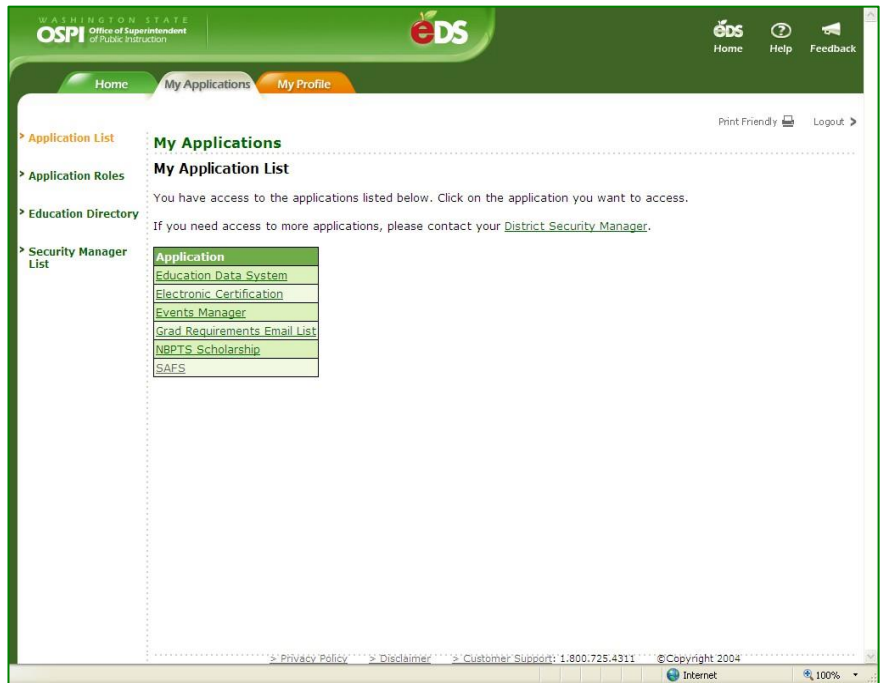 WASHINGTON STATE
OSPI Office of Superintendent
of Public Instruction
eDS
eDS
Home Help Feedback
Home My Applications My Profile
Print Friendly Logout >
> Application List
> Application Roles
> Education Directory
> Security Manager
List
My Applications
My Application List
You have access to the applications listed below. Click on the application you want to access.
If you need access to more applications, please contact your District Security Manager.
Application
Education Data System
Electronic Certification
Events Manager
Grad Requirements Email List
NBPTS Scholarship
SAFS
> Privacy Policy > Disclaimer > Customer Support: 1.800.725.4311 ©Copyright 2004
Internet 100%